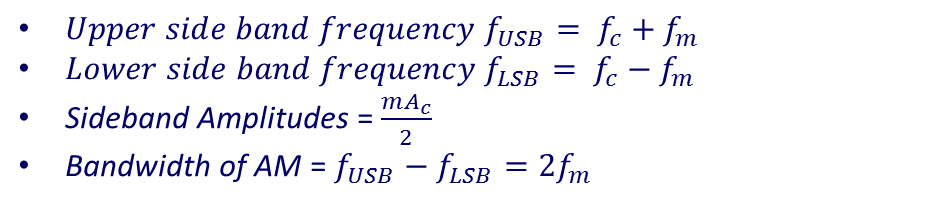 • Upper side band frequency f_USB = f_c + f_m
• Lower side band frequency f_LSB = f_c − f_m
• Sideband Amplitudes = mA_c/2
• Bandwidth of AM = f_USB − f_LSB = 2f_m